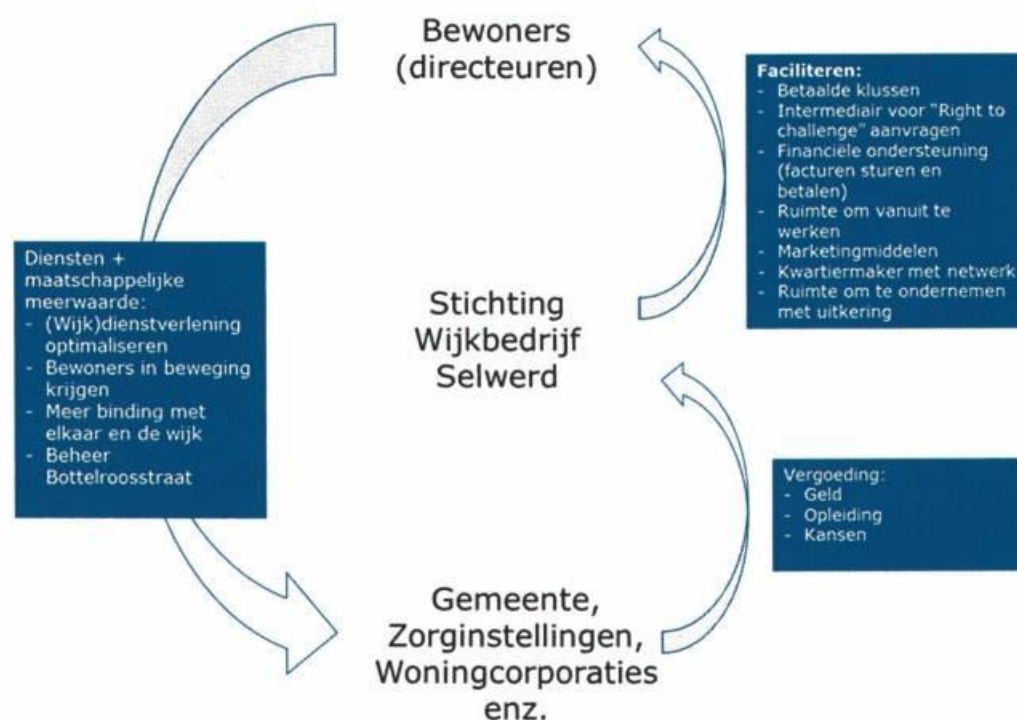 Bewoners
(directeuren)
Faciliteren:
- Betaalde klussen
- Intermediair voor "Right to
challenge" aanvragen
- Financiële ondersteuning
(facturen sturen en
betalen)
- Ruimte om vanuit te
werken
- Marketingmiddelen
- Kwartiermaker met netwerk
- Ruimte om te ondernemen
met uitkering
Diensten +
maatschappelijke
meerwaarde:
- (Wijk)dienstverlening
optimaliseren
- Bewoners in beweging
krijgen
- Meer binding met
elkaar en de wijk
- Beheer
Bottelroosstraat
Stichting
Wijkbedrijf
Selwerd
Vergoeding:
- Geld
- Opleiding
- Kansen
Gemeente,
Zorginstellingen,
Woningcorporaties
enz.